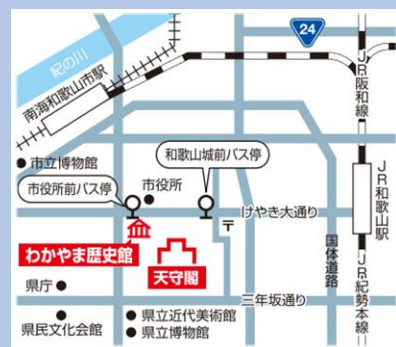 24
紀の川
南海和歌山市駅
JR阪和線
市立博物館
和歌山城前バス停
市役所前バス停
市役所
JR和歌山駅
けやき大通り
〒
わかやま歴史館
天守閣
国体道路
JR紀勢本線
県庁
三年坂通り
県民文化会館
県立近代美術館
県立博物館